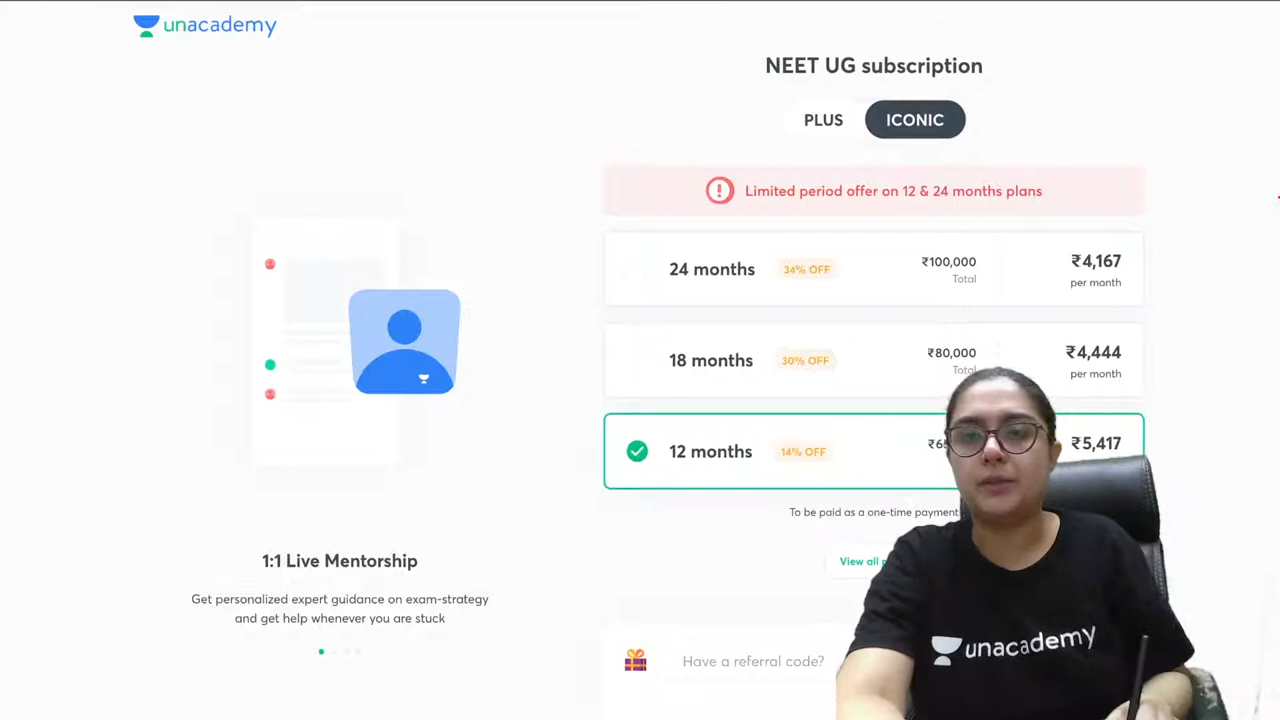 unacademy
NEET UG subscription
PLUS
ICONIC
Limited period offer on 12 & 24 months plans
24 months
34% OFF
₹100,000
Total
₹4,167
per month
18 months
30% OFF
₹80,000
Total
₹4,444
per month
12 months
14% OFF
₹5,417
To be paid as a one-time payment
View all
1:1 Live Mentorship
Get personalized expert guidance on exam-strategy
and get help whenever you are stuck
Have a referral code?
unacademy